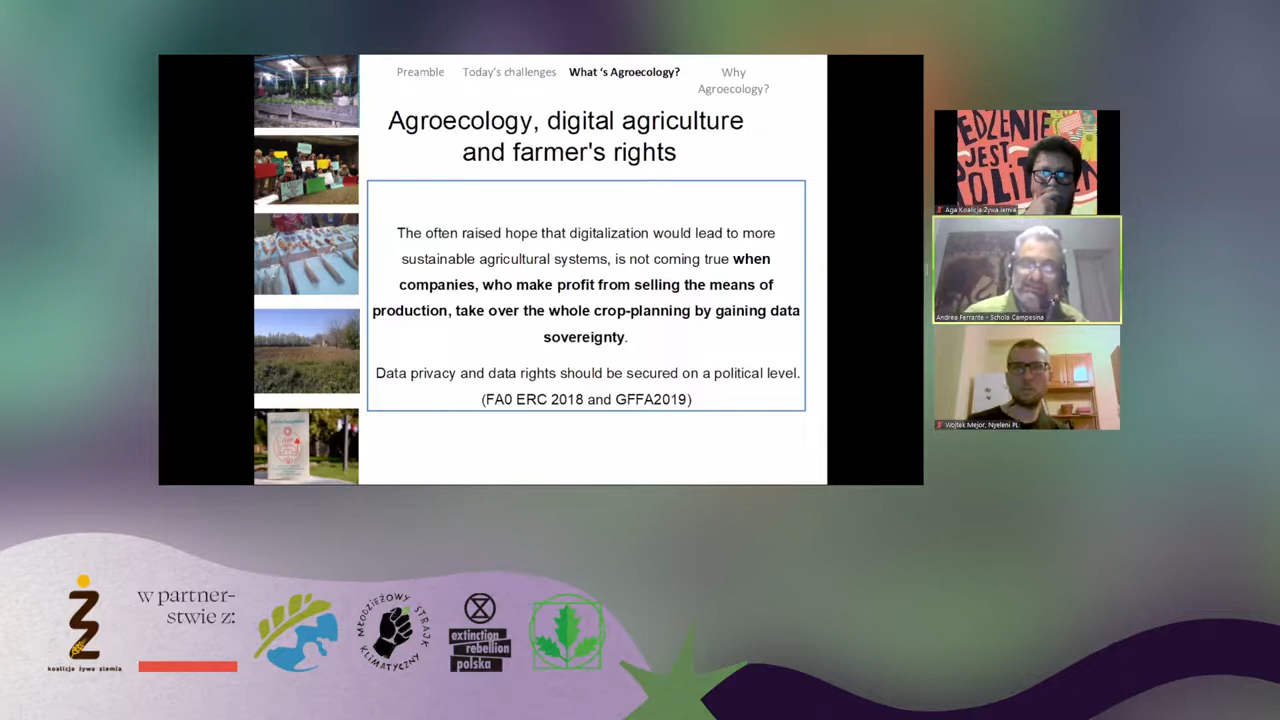 Preamble
Today's challenges
What 's Agroecology?
Why
Agroecology?
Agroecology, digital agriculture
and farmer's rights
The often raised hope that digitalization would lead to more
sustainable agricultural systems, is not coming true when
companies, who make profit from selling the means of
production, take over the whole crop-planning by gaining data
sovereignty.
Data privacy and data rights should be secured on a political level.
(FA0 ERC 2018 and GFFA2019)
JEST
Andrea Ferrante - Schola Campesina
Wojtek Mejor, Nyeleni PL
koalicja żywa ziemia
w partner-
stwie z:
MŁODZIEŻOWY STRAJK KLIMATYCZNY
extinction
rebellion
polska